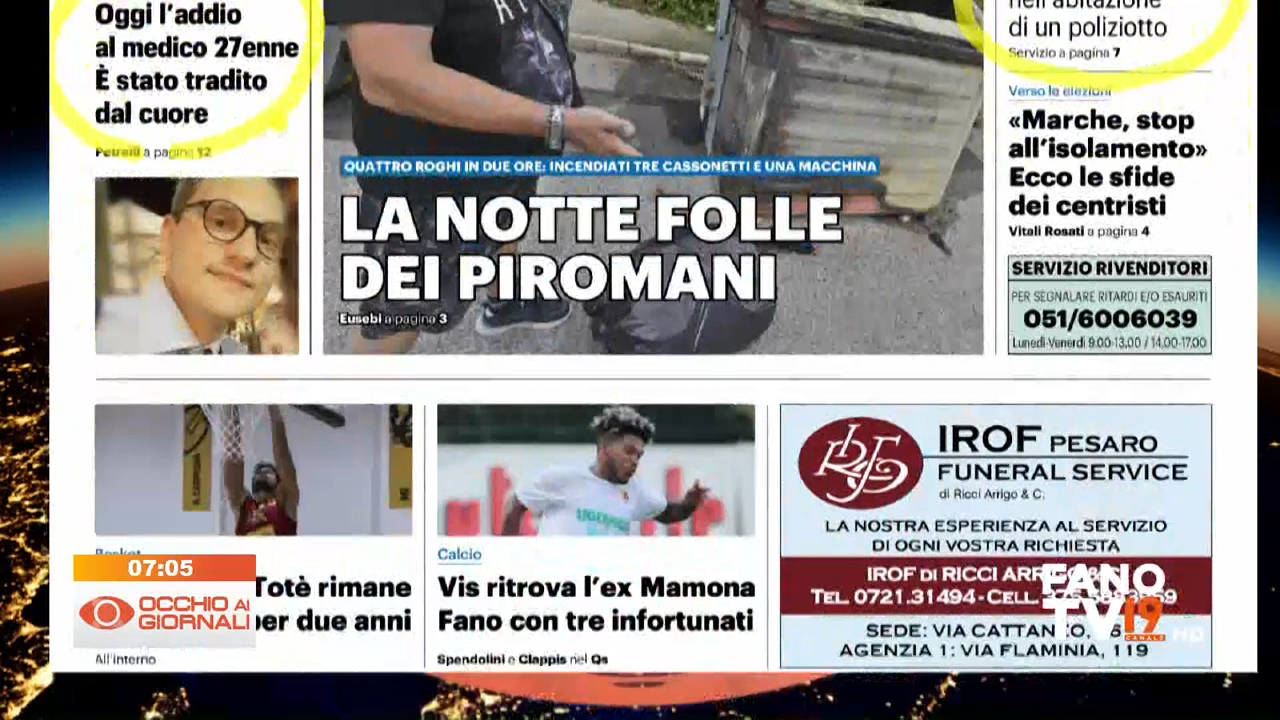 Oggi l'addio
al medico 27enne
È stato tradito
dal cuore
Petrelli a pagina 12
QUATTRO ROGHI IN DUE ORE: INCENDIATI TRE CASSONETTI E UNA MACCHINA
LA NOTTE FOLLE
DEI PIROMANI
Eusebi a pagina 3
nell'abitazione
di un poliziotto
Servizio a pagina 7
Verso le elezioni
«Marche, stop
all'isolamento»
Ecco le sfide
dei centristi
Vitali Rosati a pagina 4
SERVIZIO RIVENDITORI
PER SEGNALARE RITARDI E/O ESAURITI
051/6006039
Lunedì-Venerdì 9.00-13.00 / 14.00-17.00
Basket
Totè rimane
per due anni
All'interno
Calcio
Vis ritrova l'ex Mamona
Fano con tre infortunati
Spendolini e Clappis nel Qs
IROF PESARO
FUNERAL SERVICE
di Ricci Arrigo & C.
LA NOSTRA ESPERIENZA AL SERVIZIO
DI OGNI VOSTRA RICHIESTA
IROF DI RICCI
TEL. 0721.31494 - CELL.
SEDE: VIA CATTANEO,
AGENZIA 1: VIA FLAMINIA, 119
07:05
OCCHIO AI
GIORNALI
FANO
TV 19
CANALE
HD